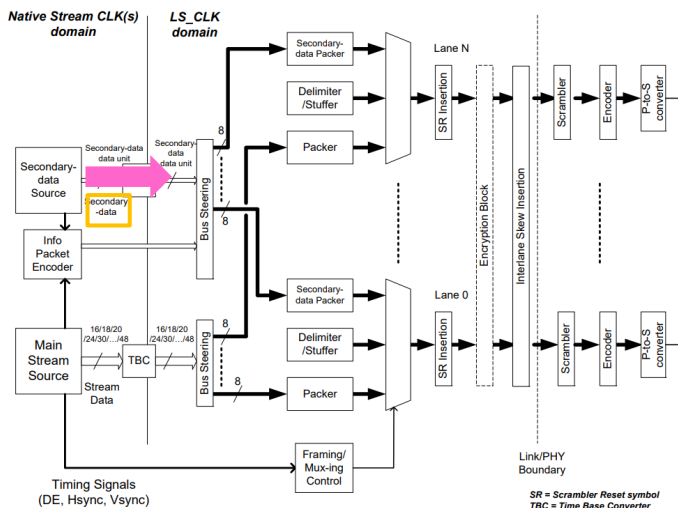 Native Stream CLK(s)
domain
LS_CLK
domain
Secondary-
data Packer
Lane N
Delimiter
/Stuffer
Packer
SR Insertion
Encryption Block
Interlane Skew Insertion
Scrambler
Encoder
P-to-S
converter
8
8
Secondary-data
data unit
Secondary-data
data unit
Secondary-
data Source
Secondary
-data
Info
Packet
Encoder
Bus Steering
Secondary-
data Packer
Lane 0
Delimiter
/Stuffer
Packer
SR Insertion
Scrambler
Encoder
P-to-S
converter
Main
Stream
Source
16/18/20
/24/30/…/48
16/18/20
/24/30/…/48
TBC
Stream
Data
Bus Steering
8
8
Framing/
Mux-ing
Control
Link/PHY
Boundary
Timing Signals
(DE, Hsync, Vsync)
SR = Scrambler Reset symbol
TBC = Time Base Converter